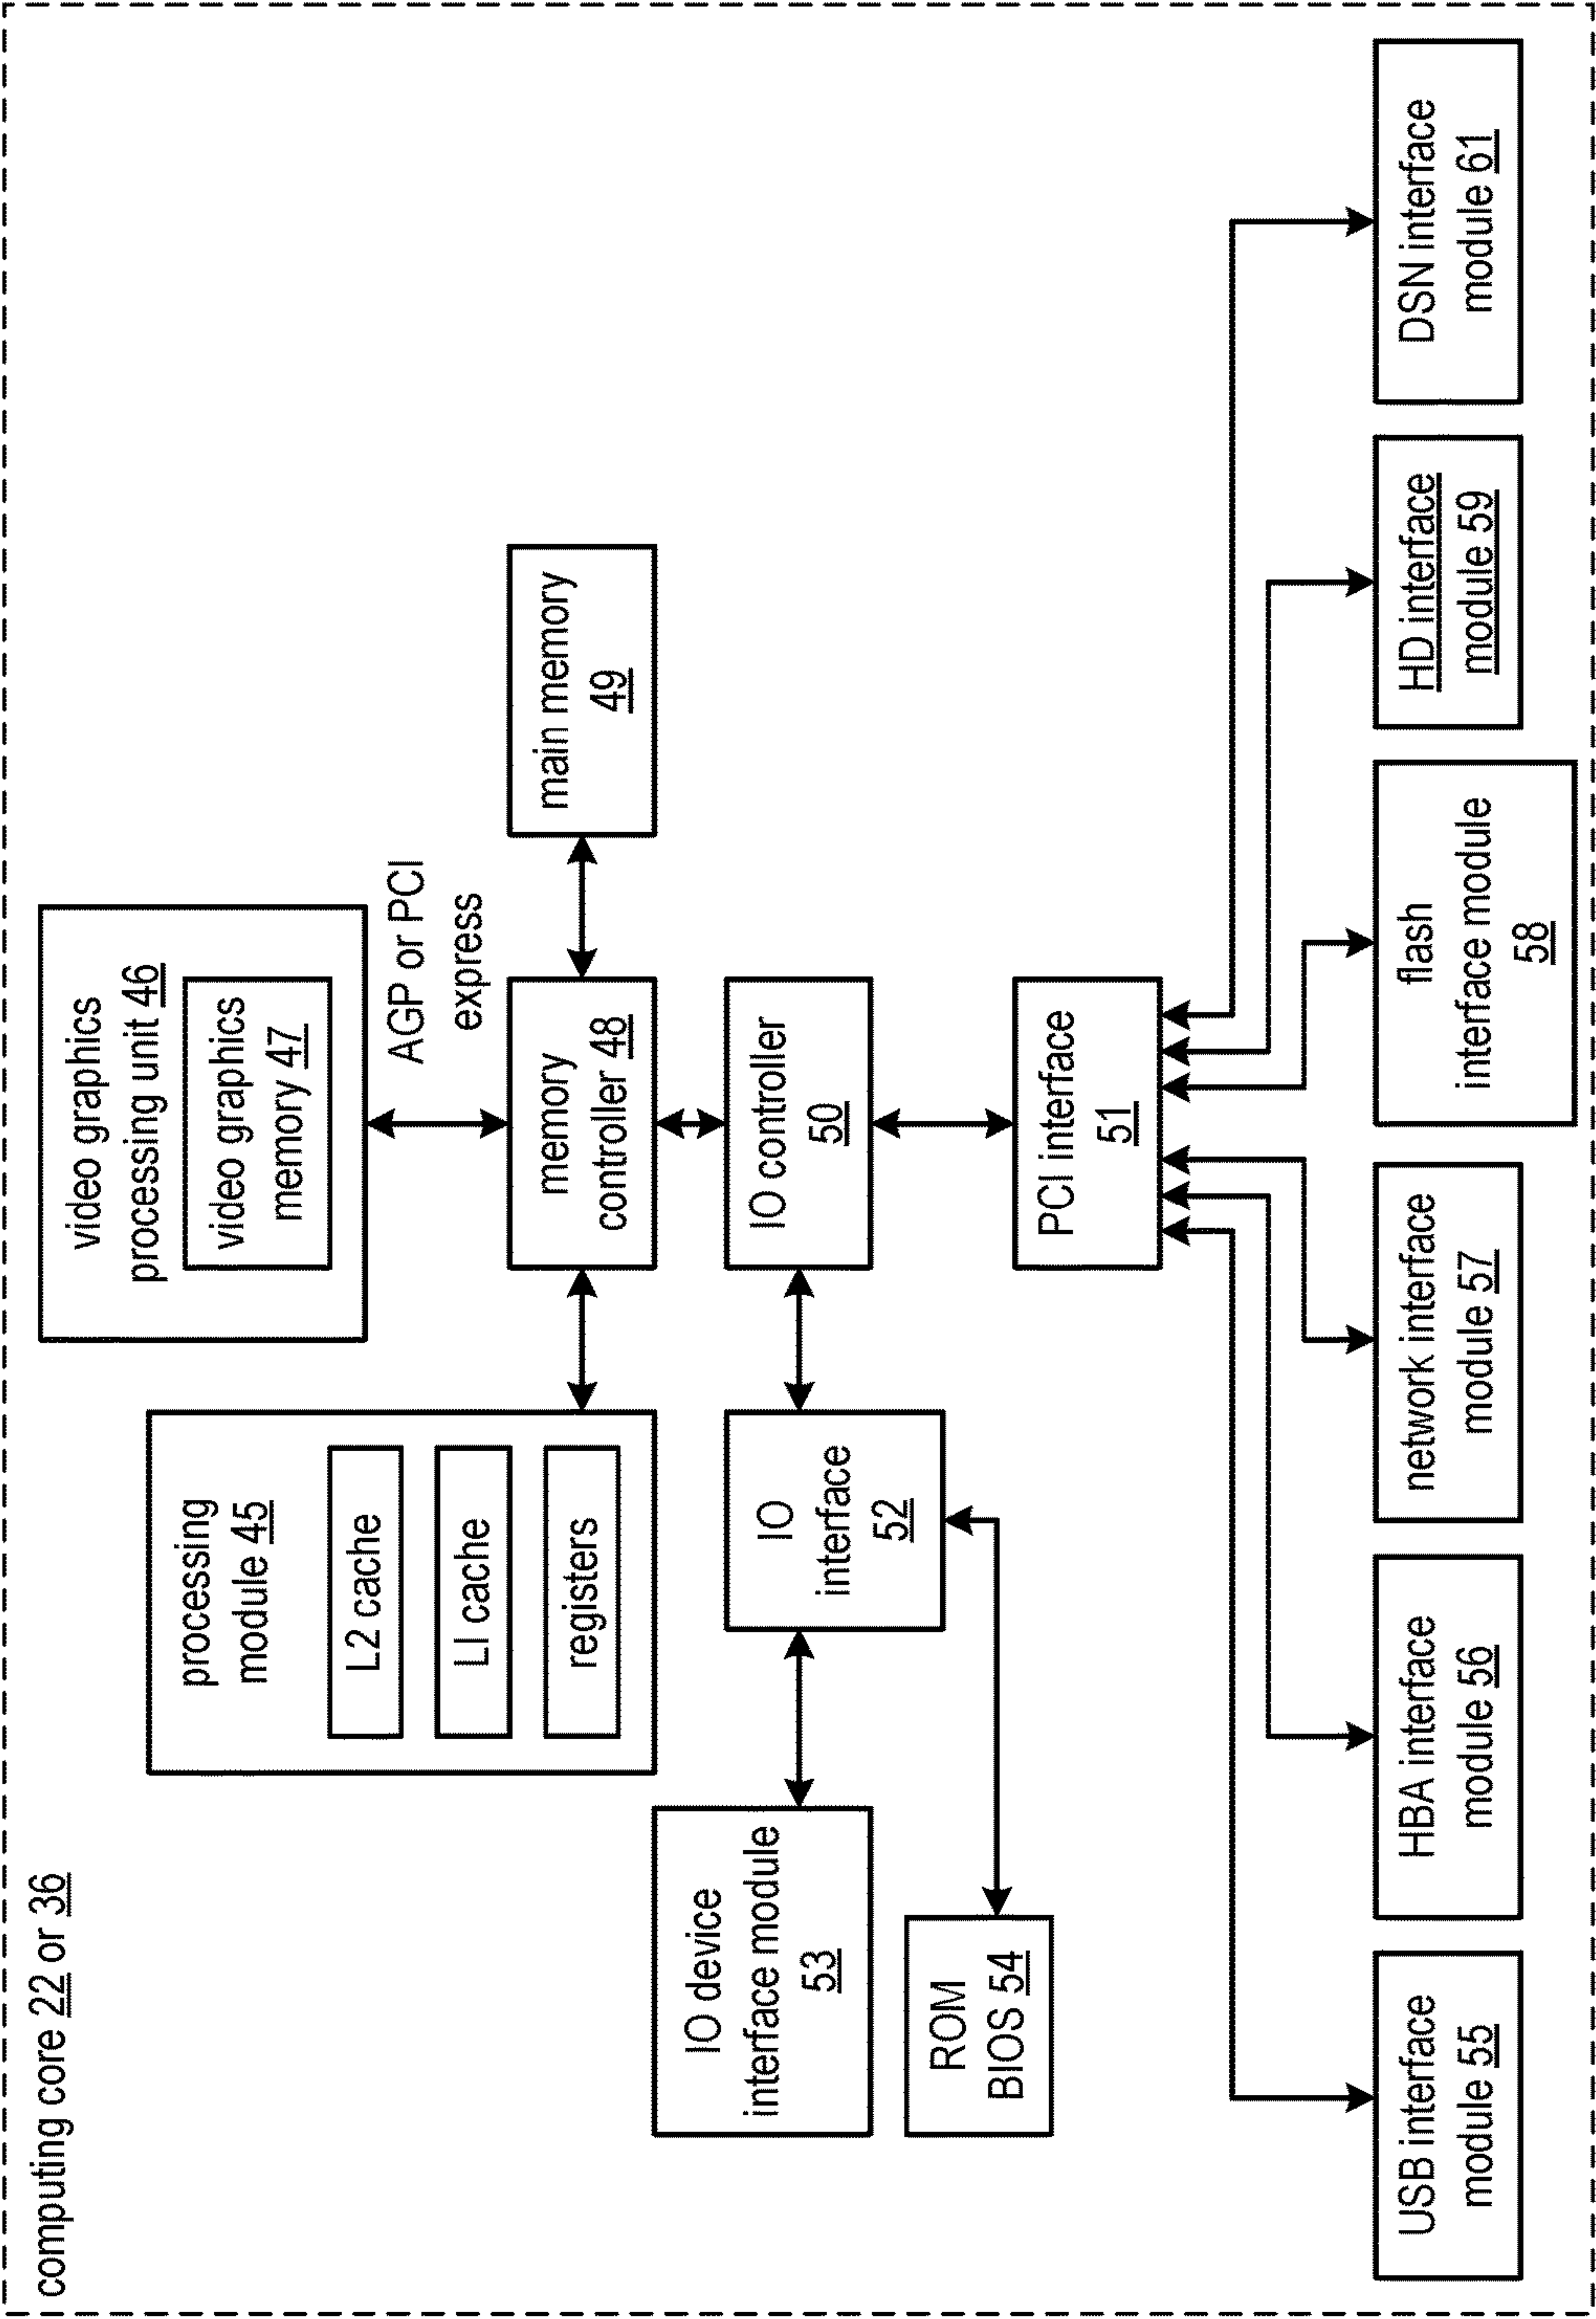 computing core 22 or 36
video graphics
processing unit 46
video graphics
memory 47
processing
module 45
L2 cache
LI cache
registers
AGP or PCI
express
memory
controller 48
main memory
49
IO device
interface module
53
IO
interface
52
IO controller
50
ROM
BIOS 54
PCI interface
51
USB interface
module 55
HBA interface
module 56
network interface
module 57
flash
interface module
58
HD interface
module 59
DSN interface
module 61